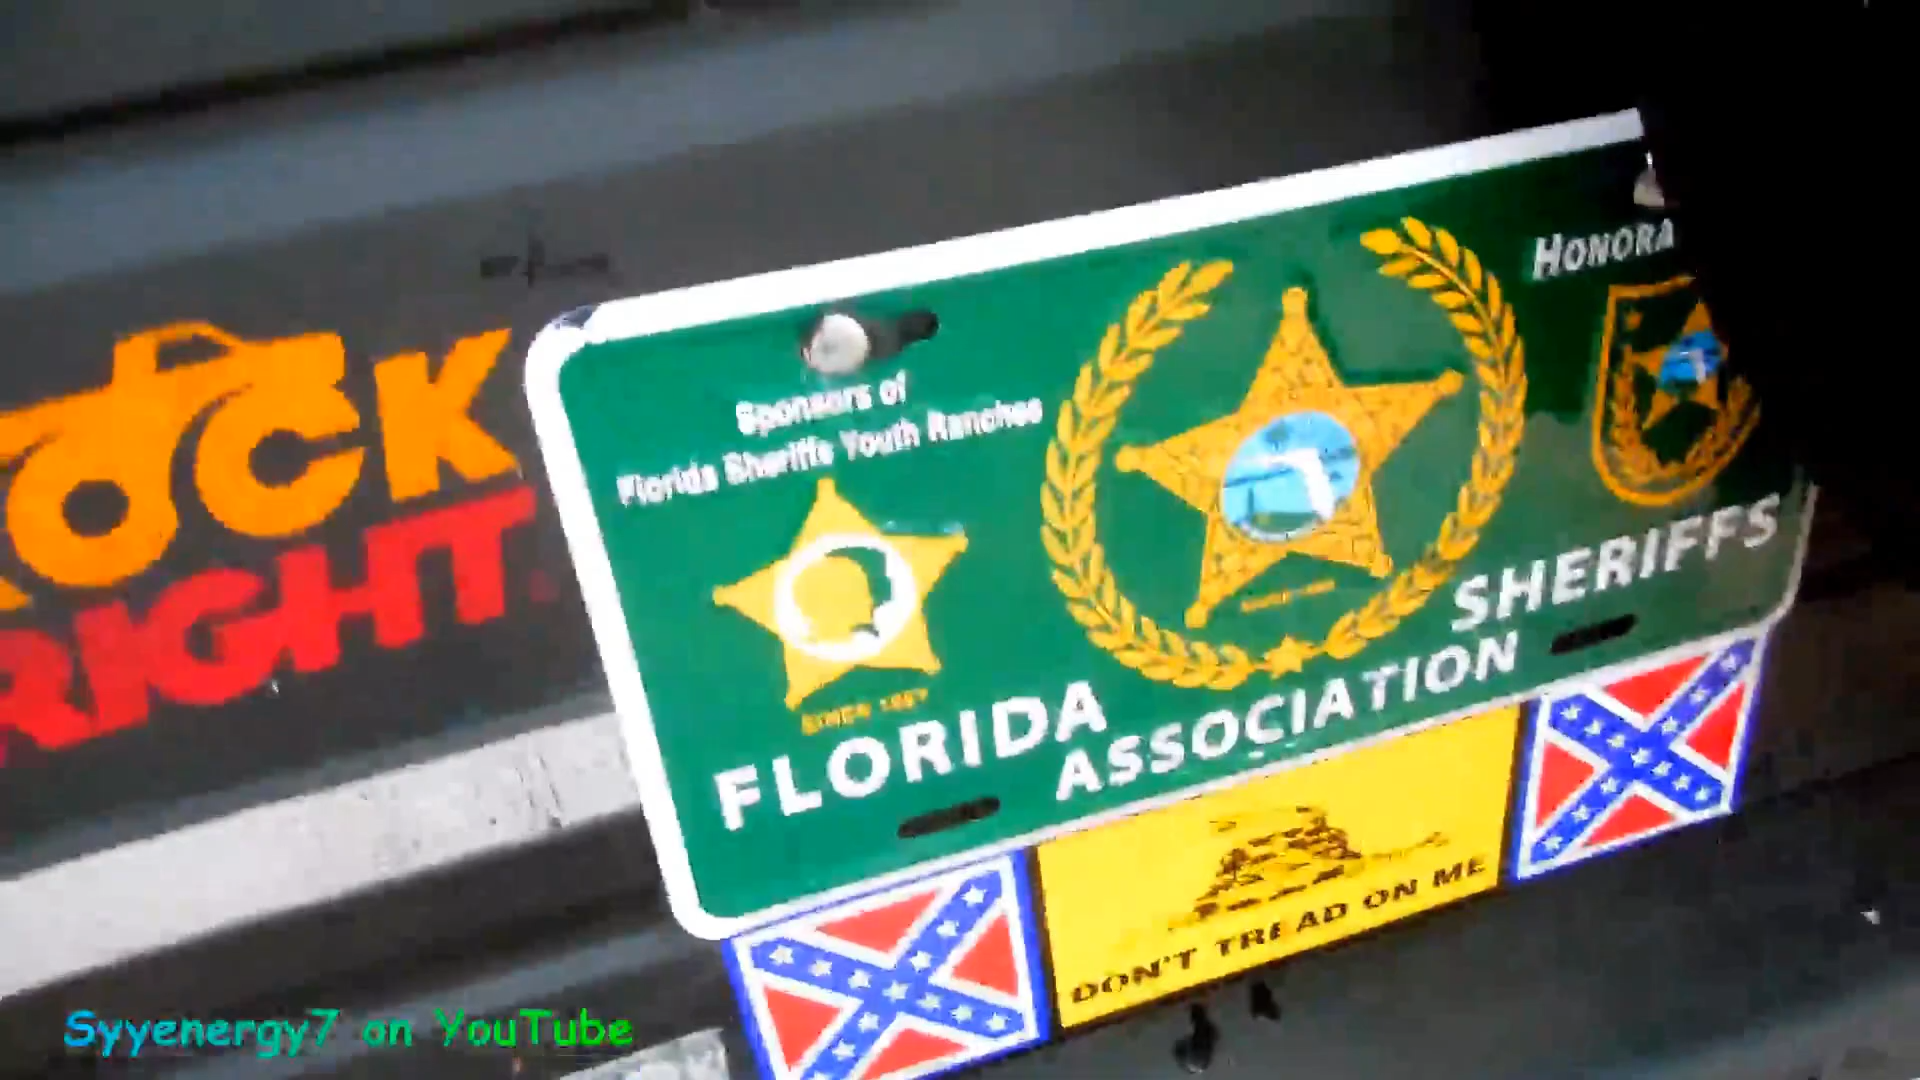 OCK
RIGHT
Sponsors of
Florida Sheriffs Youth Ranches
HONORA
SINCE 1957
FLORIDA
SHERIFFS
ASSOCIATION
DON'T TREAD ON ME
Syyenergy7 on YouTube